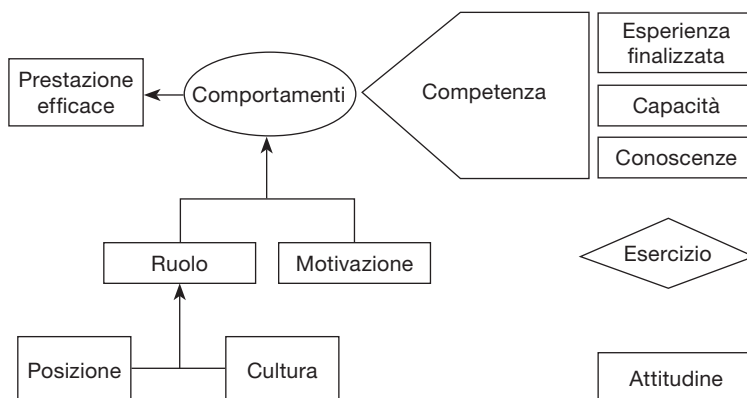 Esperienza
finalizzata
Prestazione
efficace
Comportamenti
Competenza
Capacità
Conoscenze
Ruolo
Motivazione
Esercizio
Posizione
Cultura
Attitudine